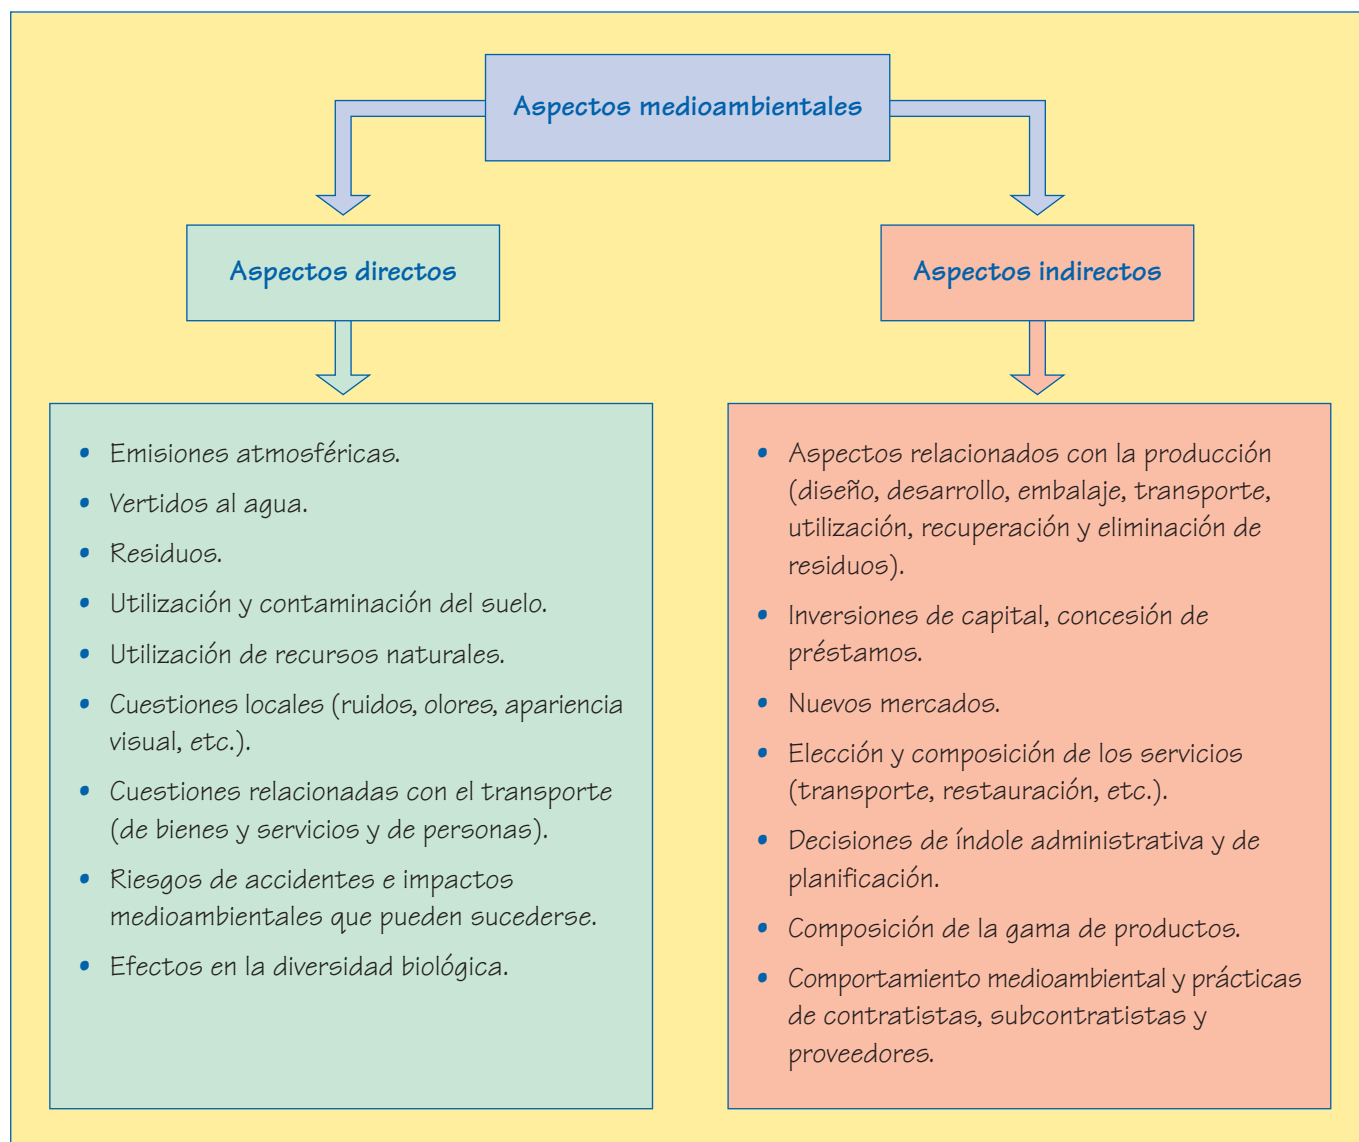 Aspectos medioambientales
Aspectos directos
Aspectos indirectos
• Emisiones atmosféricas.
• Vertidos al agua.
• Residuos.
• Utilización y contaminación del suelo.
• Utilización de recursos naturales.
• Cuestiones locales (ruidos, olores, apariencia
visual, etc.).
• Cuestiones relacionadas con el transporte
(de bienes y servicios y de personas).
• Riesgos de accidentes e impactos
medioambientales que pueden sucederse.
• Efectos en la diversidad biológica.
• Aspectos relacionados con la producción
(diseño, desarrollo, embalaje, transporte,
utilización, recuperación y eliminación de
residuos).
• Inversiones de capital, concesión de
préstamos.
• Nuevos mercados.
• Elección y composición de los servicios
(transporte, restauración, etc.).
• Decisiones de índole administrativa y de
planificación.
• Composición de la gama de productos.
• Comportamiento medioambiental y prácticas
de contratistas, subcontratistas y
proveedores.